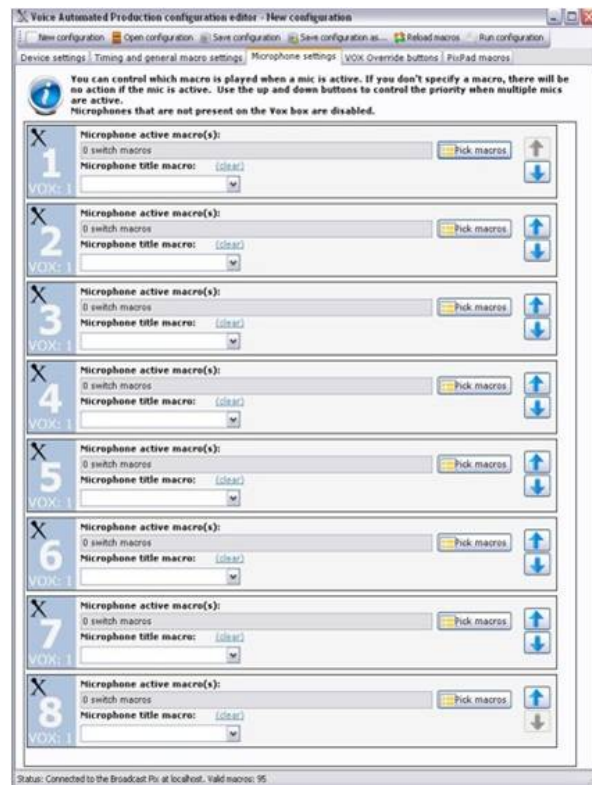 Voice Automated Production configuration editor - New configuration
New configuration Open configuration Save configuration Save configuration as.... Reload macros Run configuration
Device settings Timing and general macro settings Microphone settings VOX Override buttons PixPad macros
You can control which macro is played when a mic is active. If you don't specify a macro, there will be
no action if the mic is active. Use the up and down buttons to control the priority when multiple mics
are active.
Microphones that are not present on the Vox box are disabled.
Microphone active macro(s):
1
0 switch macros Pick macros
Microphone title macro: (clear)
VOX: 1
Microphone active macro(s):
2
0 switch macros Pick macros
Microphone title macro: (clear)
VOX: 1
Microphone active macro(s):
3
0 switch macros Pick macros
Microphone title macro: (clear)
VOX: 1
Microphone active macro(s):
4
0 switch macros Pick macros
Microphone title macro: (clear)
VOX: 1
Microphone active macro(s):
5
0 switch macros Pick macros
Microphone title macro: (clear)
VOX: 1
Microphone active macro(s):
6
0 switch macros Pick macros
Microphone title macro: (clear)
VOX: 1
Microphone active macro(s):
7
0 switch macros Pick macros
Microphone title macro: (clear)
VOX: 1
Microphone active macro(s):
8
0 switch macros Pick macros
Microphone title macro: (clear)
VOX: 1
Status: Connected to the Broadcast Pix at localhost. Valid macros: 95